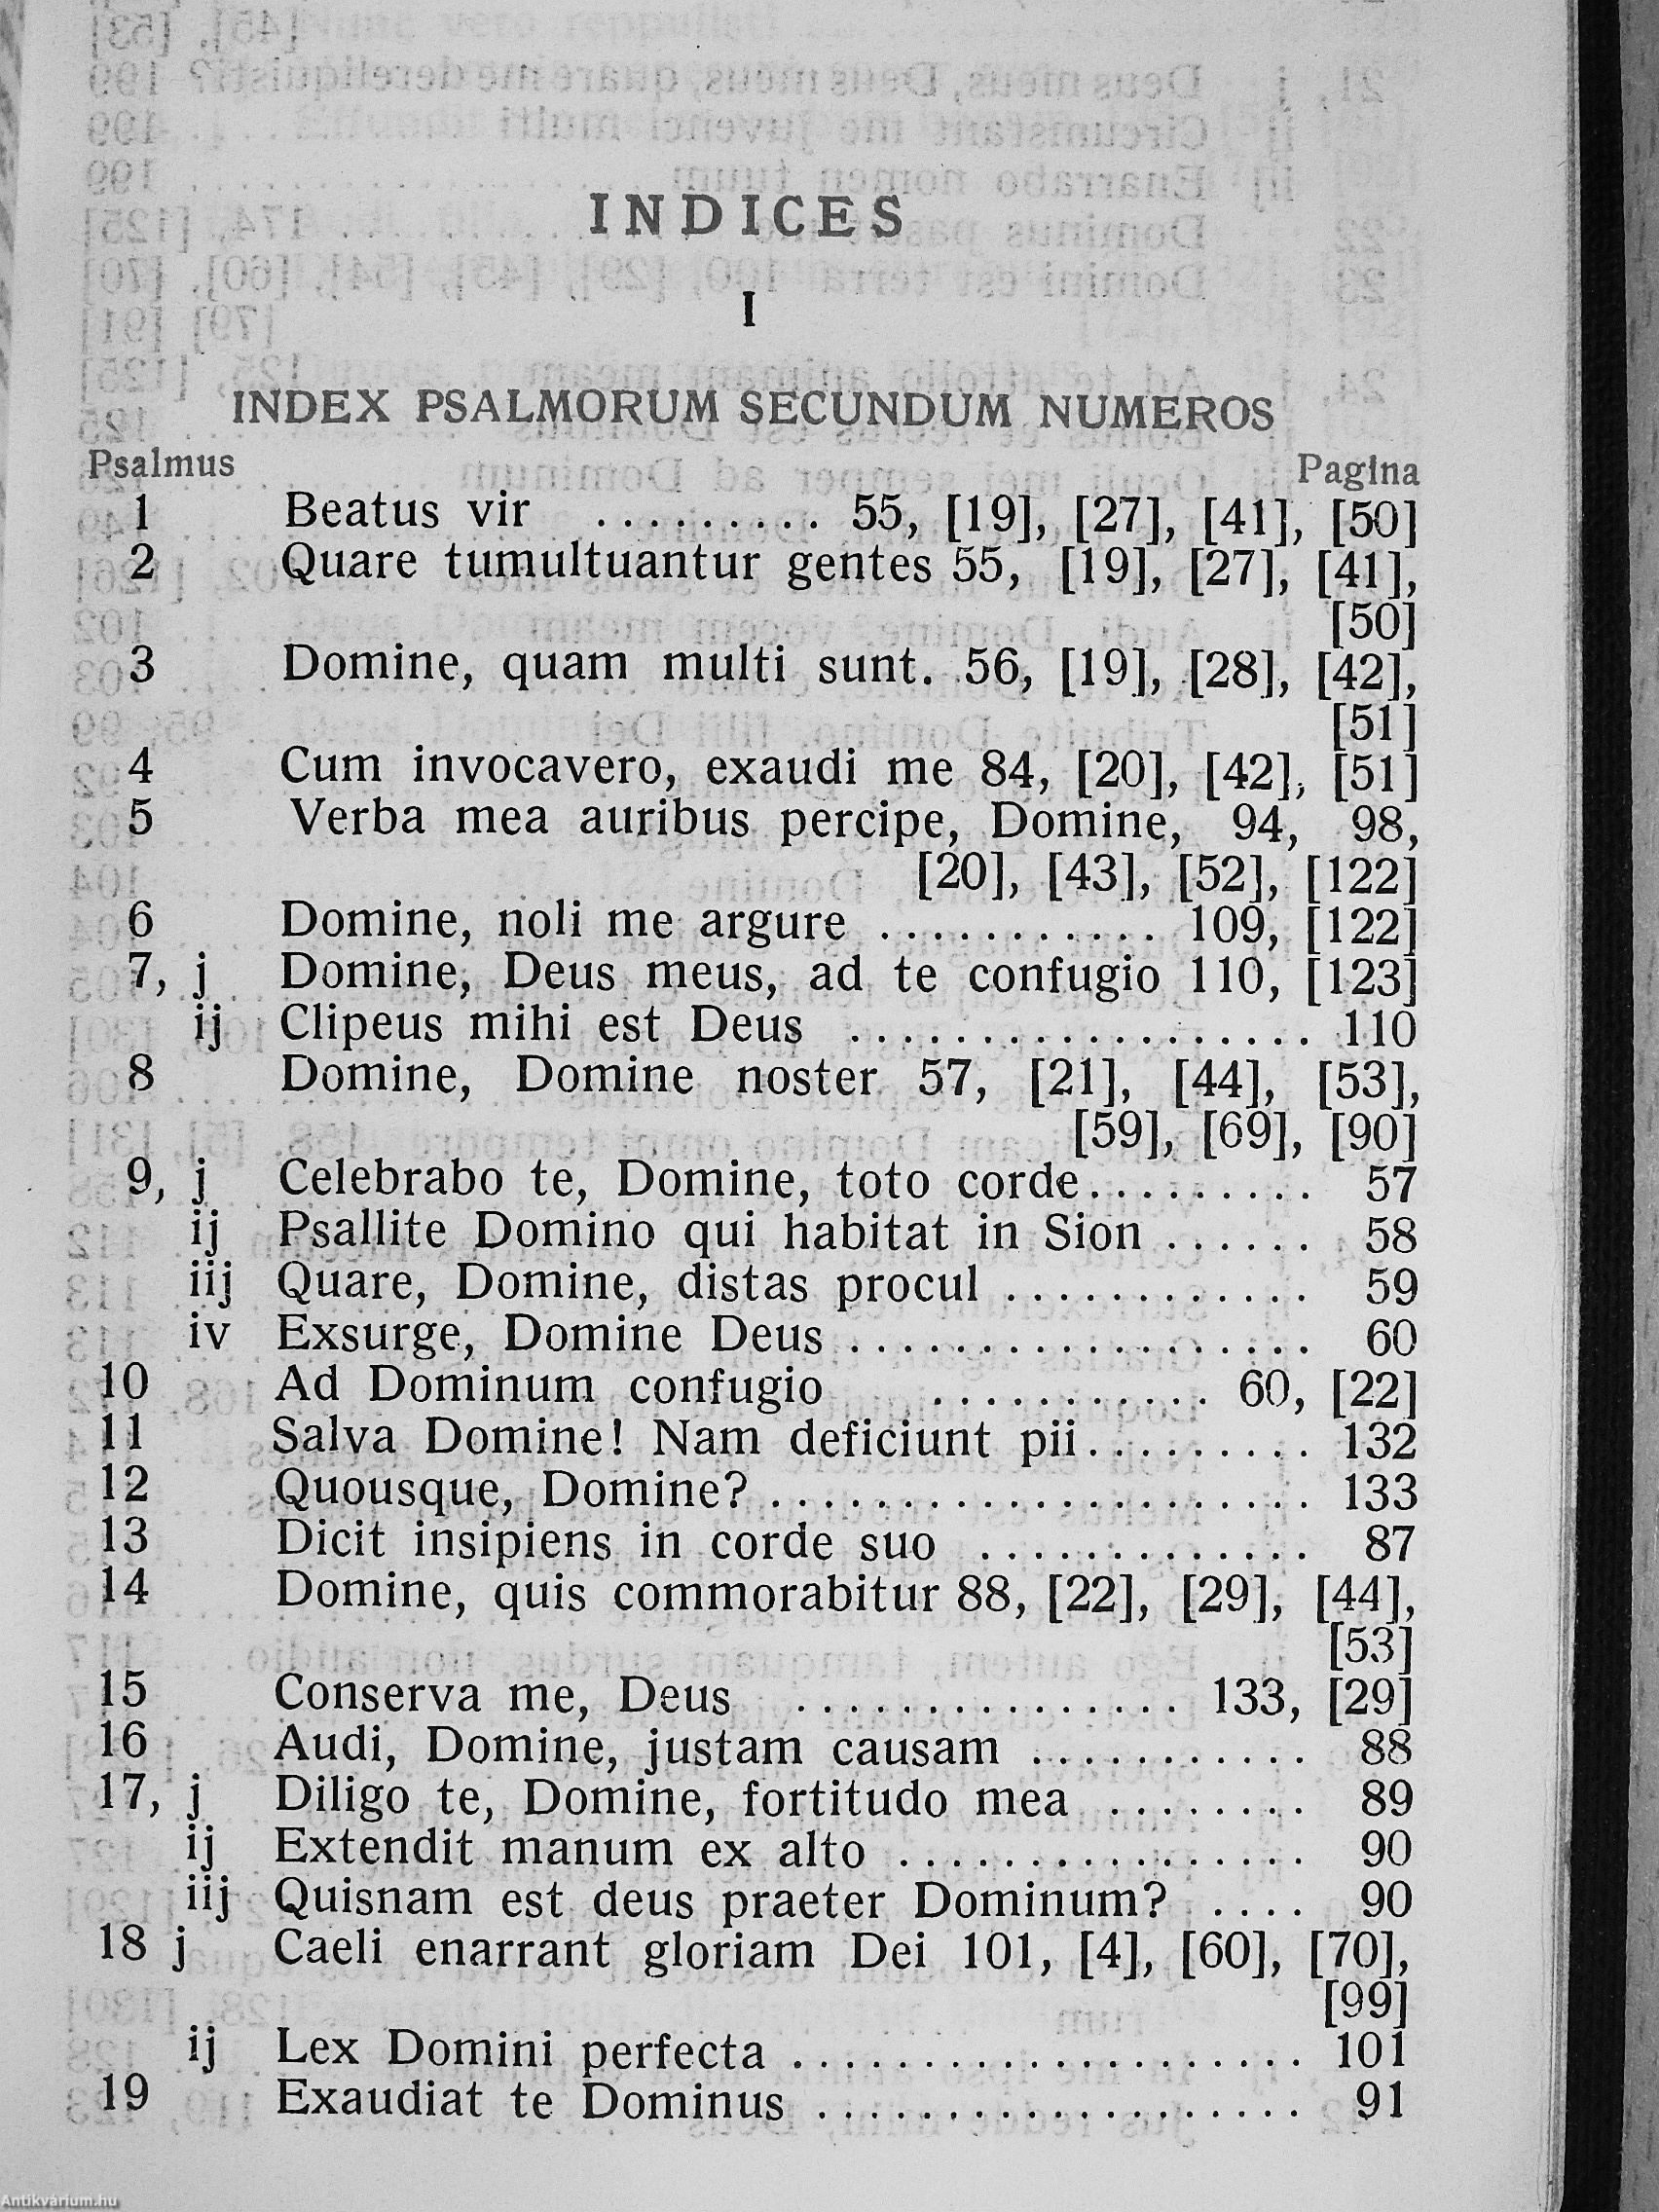 INDICES
I
INDEX PSALMORUM SECUNDUM NUMEROS
Psalmus Pagina
1 Beatus vir ......... 55, [19], [27], [41], [50]
2 Quare tumultuantur gentes 55, [19], [27], [41],
[50]
3 Domine, quam multi sunt. 56, [19], [28], [42],
[51]
4 Cum invocavero, exaudi me 84, [20], [42], [51]
5 Verba mea auribus percipe, Domine, 94, 98,
[20], [43], [52], [122]
6 Domine, noli me argure ........... 109, [122]
7, j Domine, Deus meus, ad te confugio 110, [123]
ij Clipeus mihi est Deus .................. 110
8 Domine, Domine noster 57, [21], [44], [53],
[59], [69], [90]
9, j Celebrabo te, Domine, toto corde......... 57
ij Psallite Domino qui habitat in Sion ...... 58
iij Quare, Domine, distas procul ............ 59
iv Exsurge, Domine Deus .................. 60
10 Ad Dominum confugio ........... 60, [22]
11 Salva Domine! Nam deficiunt pii......... 132
12 Quousque, Domine? ..................... 133
13 Dicit insipiens in corde suo ............. 87
14 Domine, quis commorabitur 88, [22], [29], [44],
[53]
15 Conserva me, Deus ............... 133, [29]
16 Audi, Domine, justam causam ........... 88
17, j Diligo te, Domine, fortitudo mea ........ 89
ij Extendit manum ex alto ................ 90
iij Quisnam est deus praeter Dominum? .... 90
18 j Caeli enarrant gloriam Dei 101, [4], [60], [70],
[99]
ij Lex Domini perfecta .................... 101
19 Exaudiat te Dominus ................... 91
Antikvárium.hu